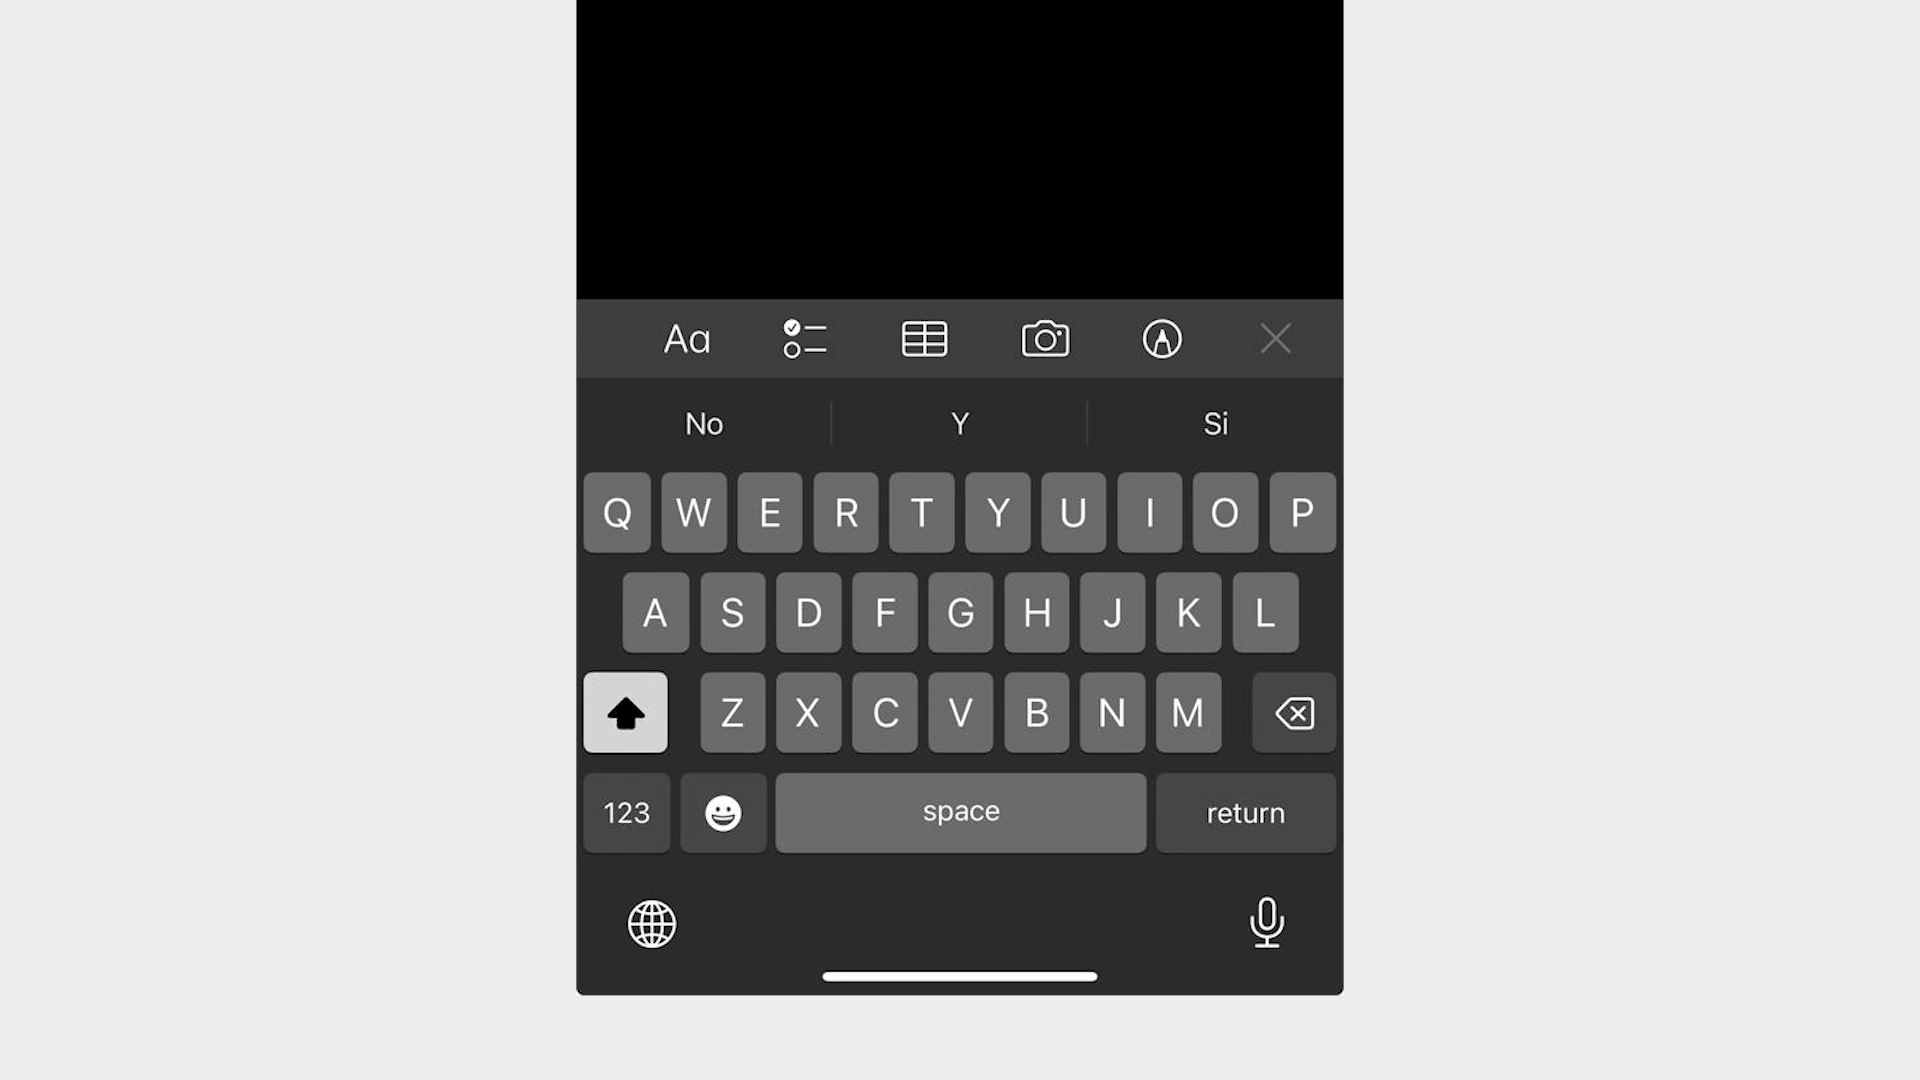 Aa
No Y Si
Q W E R T Y U I O P
A S D F G H J K L
Z X C V B N M
123 space return